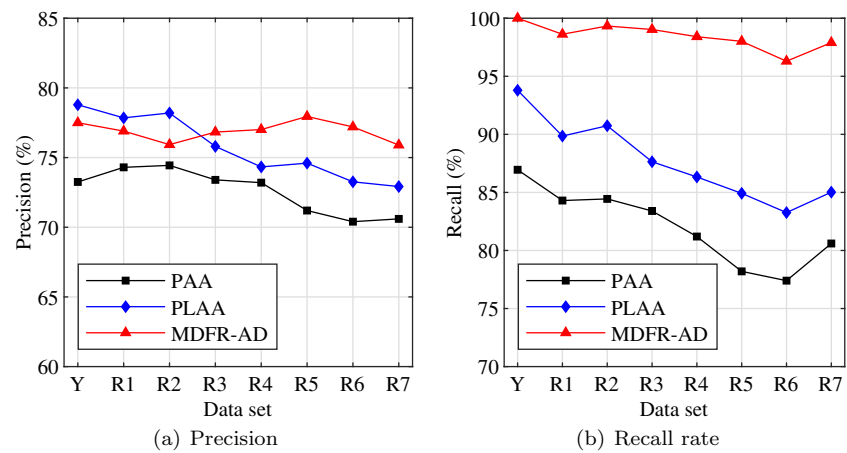 85
80
75
70
65
60
Precision (%)
PAA
PLAA
MDFR-AD
Y R1 R2 R3 R4 R5 R6 R7
Data set
(a) Precision
100
95
90
85
80
75
70
Recall (%)
PAA
PLAA
MDFR-AD
Y R1 R2 R3 R4 R5 R6 R7
Data set
(b) Recall rate